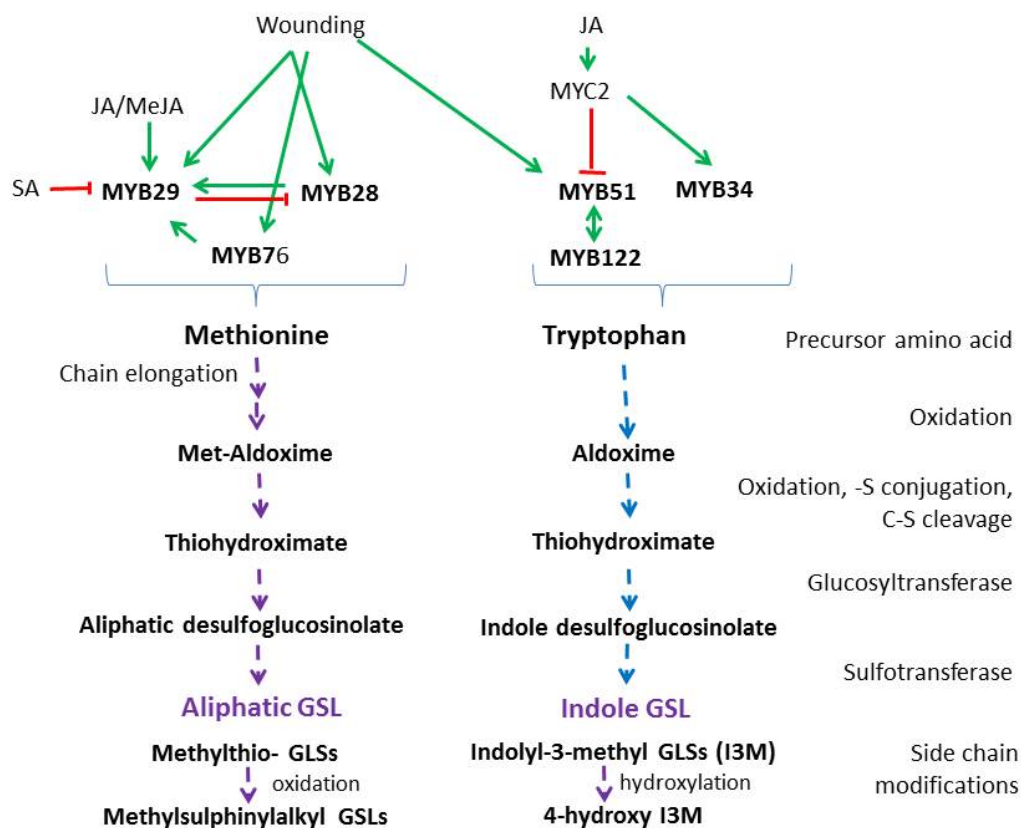 Wounding
JA
JA/MeJA
MYC2
SA
MYB29
MYB28
MYB51
MYB34
MYB76
MYB122
Methionine
Tryptophan
Precursor amino acid
Chain elongation
Oxidation
Met-Aldoxime
Aldoxime
Oxidation, -S conjugation,
C-S cleavage
Thiohydroximate
Thiohydroximate
Glucosyltransferase
Aliphatic desulfoglucosinolate
Indole desulfoglucosinolate
Sulfotransferase
Aliphatic GSL
Indole GSL
Methylthio- GLSs
Indolyl-3-methyl GLSs (I3M)
Side chain
modifications
oxidation
hydroxylation
Methylsulphinylalkyl GSLs
4-hydroxy I3M